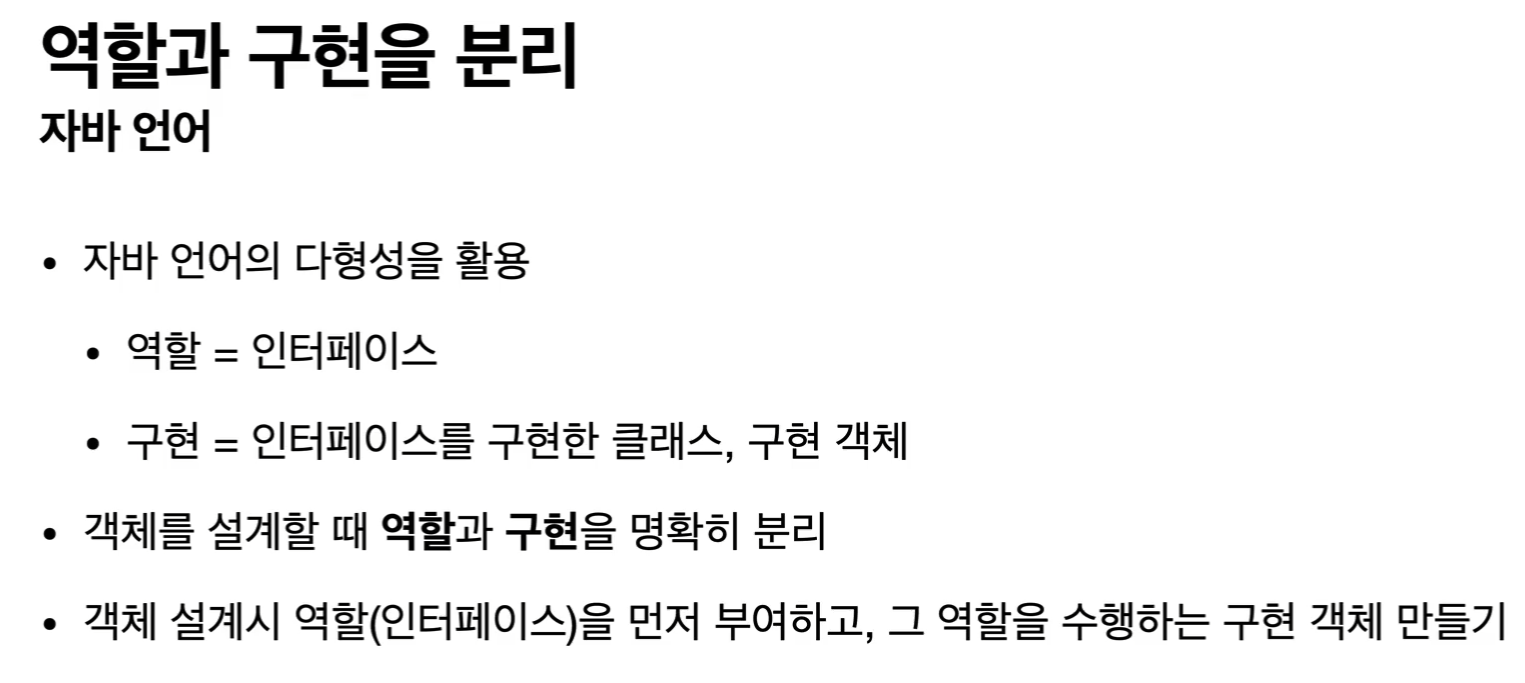 역할과 구현을 분리
자바 언어
• 자바 언어의 다형성을 활용
• 역할 = 인터페이스
• 구현 = 인터페이스를 구현한 클래스, 구현 객체
• 객체를 설계할 때 역할과 구현을 명확히 분리
• 객체 설계시 역할(인터페이스)을 먼저 부여하고, 그 역할을 수행하는 구현 객체 만들기